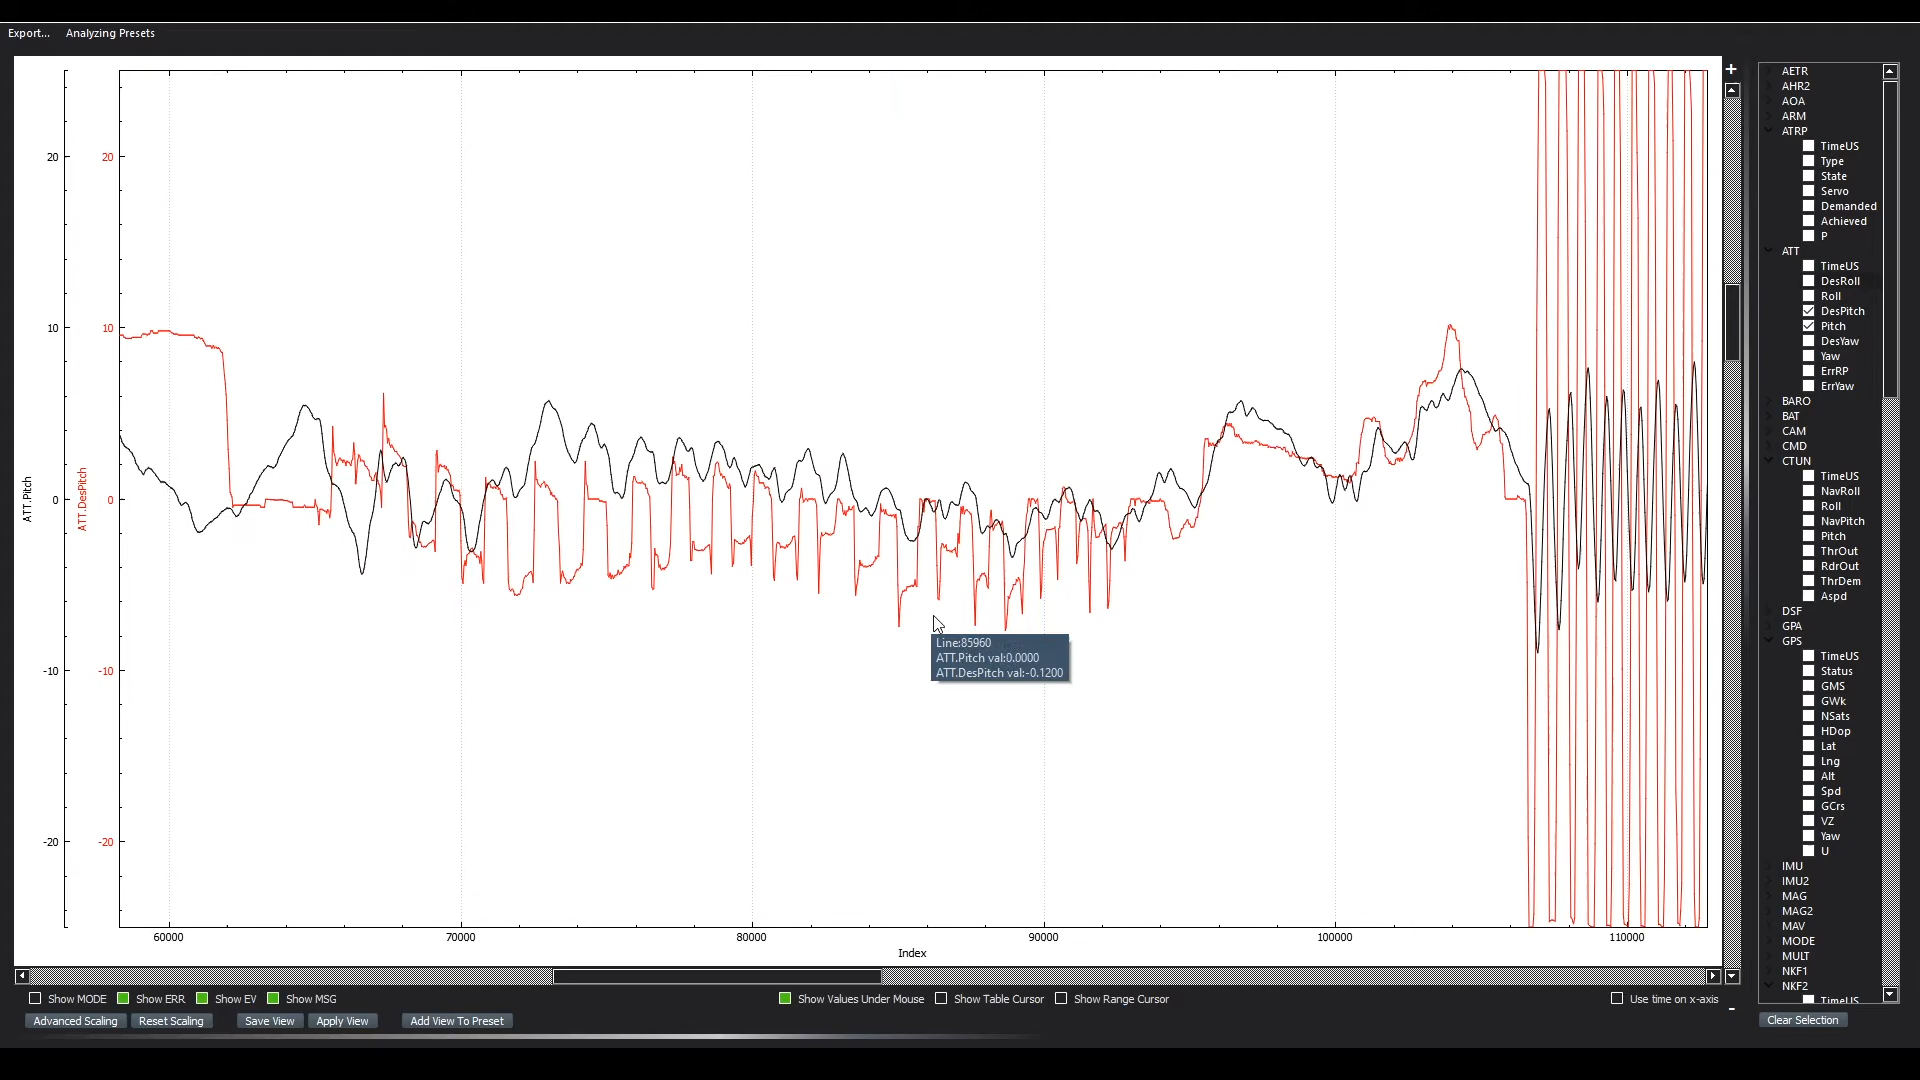 Export... Analyzing Presets
20 20
10 10
0 0
-10 -10
-20 -20
ATT.Pitch
ATT.DesPitch
Line:85960
ATT.Pitch val:0.0000
ATT.DesPitch val:-0.1200
60000 70000 80000 90000 100000 110000
Index
Show MODE Show ERR Show EV Show MSG Show Values Under Mouse Show Table Cursor Show Range Cursor Use time on x-axis
Advanced Scaling Reset Scaling Save View Apply View Add View To Preset
+
-
AETR
AHR2
AOA
ARM
ATRP
TimeUS
Type
State
Servo
Demanded
Achieved
P
ATT
TimeUS
DesRoll
Roll
DesPitch
Pitch
DesYaw
Yaw
ErrRP
ErrYaw
BARO
BAT
CAM
CMD
CTUN
TimeUS
NavRoll
Roll
NavPitch
Pitch
ThrOut
RdrOut
ThrDem
Aspd
DSF
GPA
GPS
TimeUS
Status
GMS
GWk
NSats
HDop
Lat
Lng
Alt
Spd
GCrs
VZ
Yaw
U
IMU
IMU2
MAG
MAG2
MAV
MODE
MULT
NKF1
NKF2
TimeUS
Clear Selection